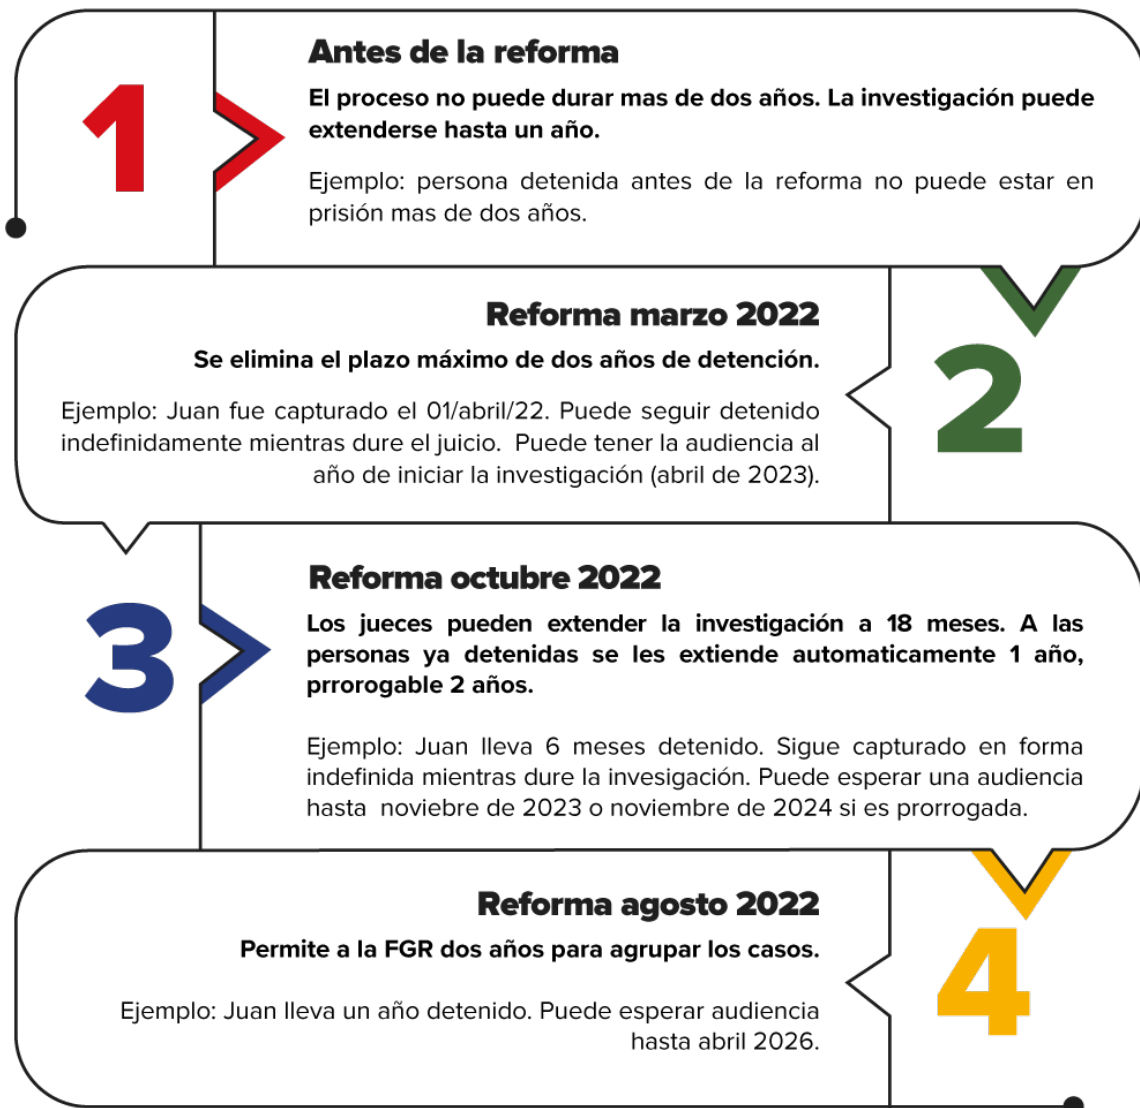 1
Antes de la reforma
El proceso no puede durar mas de dos años. La investigación puede
extenderse hasta un año.
Ejemplo: persona detenida antes de la reforma no puede estar en
prisión mas de dos años.
Reforma marzo 2022
Se elimina el plazo máximo de dos años de detención.
Ejemplo: Juan fue capturado el 01/abril/22. Puede seguir detenido
indefinidamente mientras dure el juicio. Puede tener la audiencia al
año de iniciar la investigación (abril de 2023).
2
3
Reforma octubre 2022
Los jueces pueden extender la investigación a 18 meses. A las
personas ya detenidas se les extiende automaticamente 1 año,
prrorogable 2 años.
Ejemplo: Juan lleva 6 meses detenido. Sigue capturado en forma
indefinida mientras dure la invesigación. Puede esperar una audiencia
hasta noviebre de 2023 o noviembre de 2024 si es prorrogada.
Reforma agosto 2022
Permite a la FGR dos años para agrupar los casos.
Ejemplo: Juan lleva un año detenido. Puede esperar audiencia
hasta abril 2026.
4